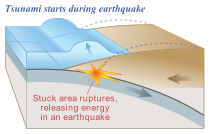 Tsunami starts during earthquake
Stuck area ruptures,
releasing energy
in an earthquake